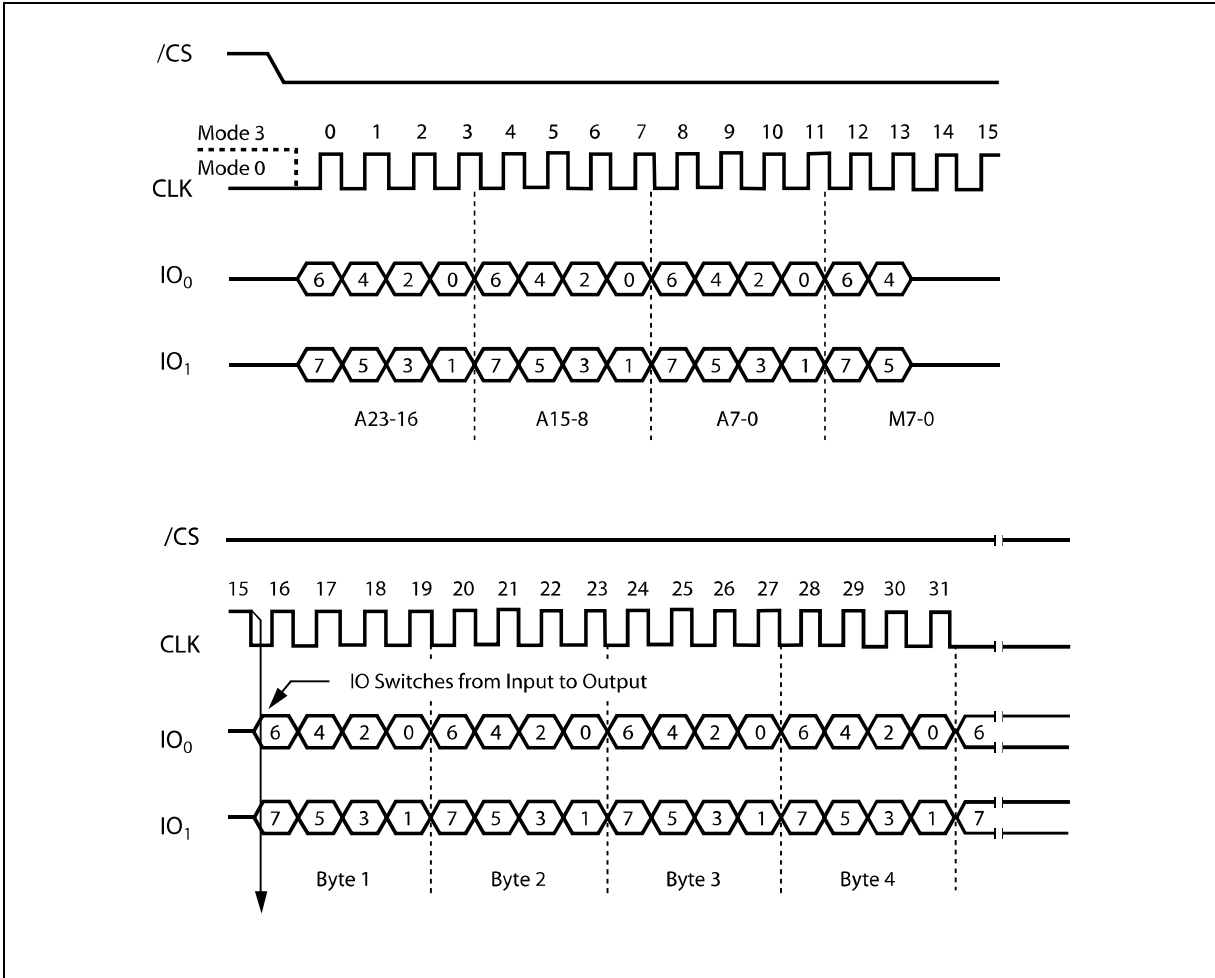 /CS
Mode 3 0 1 2 3 4 5 6 7 8 9 10 11 12 13 14 15
Mode 0
CLK
IO0 6 4 2 0 6 4 2 0 6 4 2 0 6 4
IO1 7 5 3 1 7 5 3 1 7 5 3 1 7 5
A23-16 A15-8 A7-0 M7-0
/CS
15 16 17 18 19 20 21 22 23 24 25 26 27 28 29 30 31
CLK
IO Switches from Input to Output
IO0 6 4 2 0 6 4 2 0 6 4 2 0 6 4 2 0 6
IO1 7 5 3 1 7 5 3 1 7 5 3 1 7 5 3 1 7
Byte 1 Byte 2 Byte 3 Byte 4